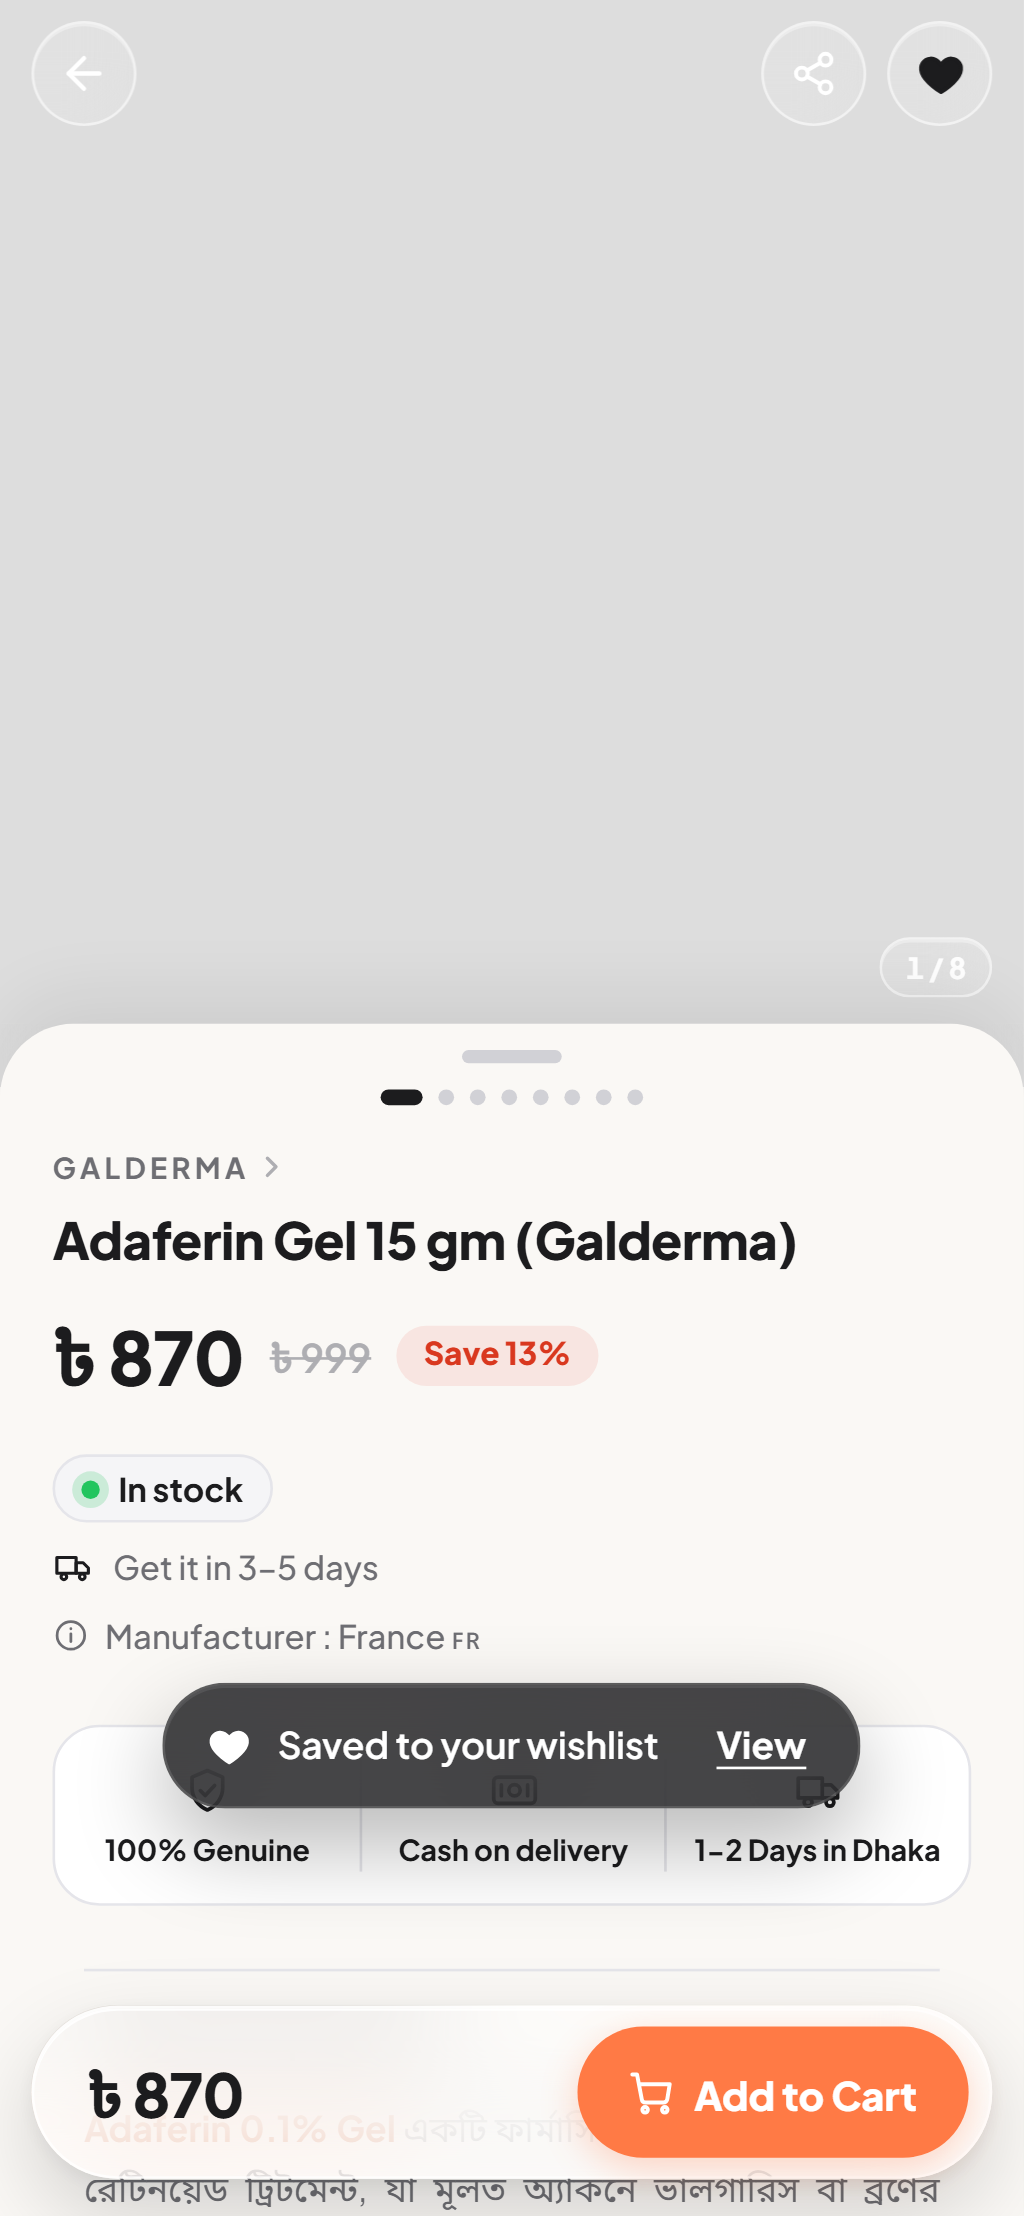 1/8
GALDERMA
Adaferin Gel 15 gm (Galderma)
৳ 870 ৳ 999 Save 13%
In stock
Get it in 3–5 days
Manufacturer : France FR
Saved to your wishlist View
100% Genuine Cash on delivery 1–2 Days in Dhaka
৳ 870 Add to Cart
Adaferin 0.1% Gel একটি
রেটিনয়েড ট্রিটমেন্ট, যা মূলত অ্যাকনে ভালগারিস বা ব্রণের